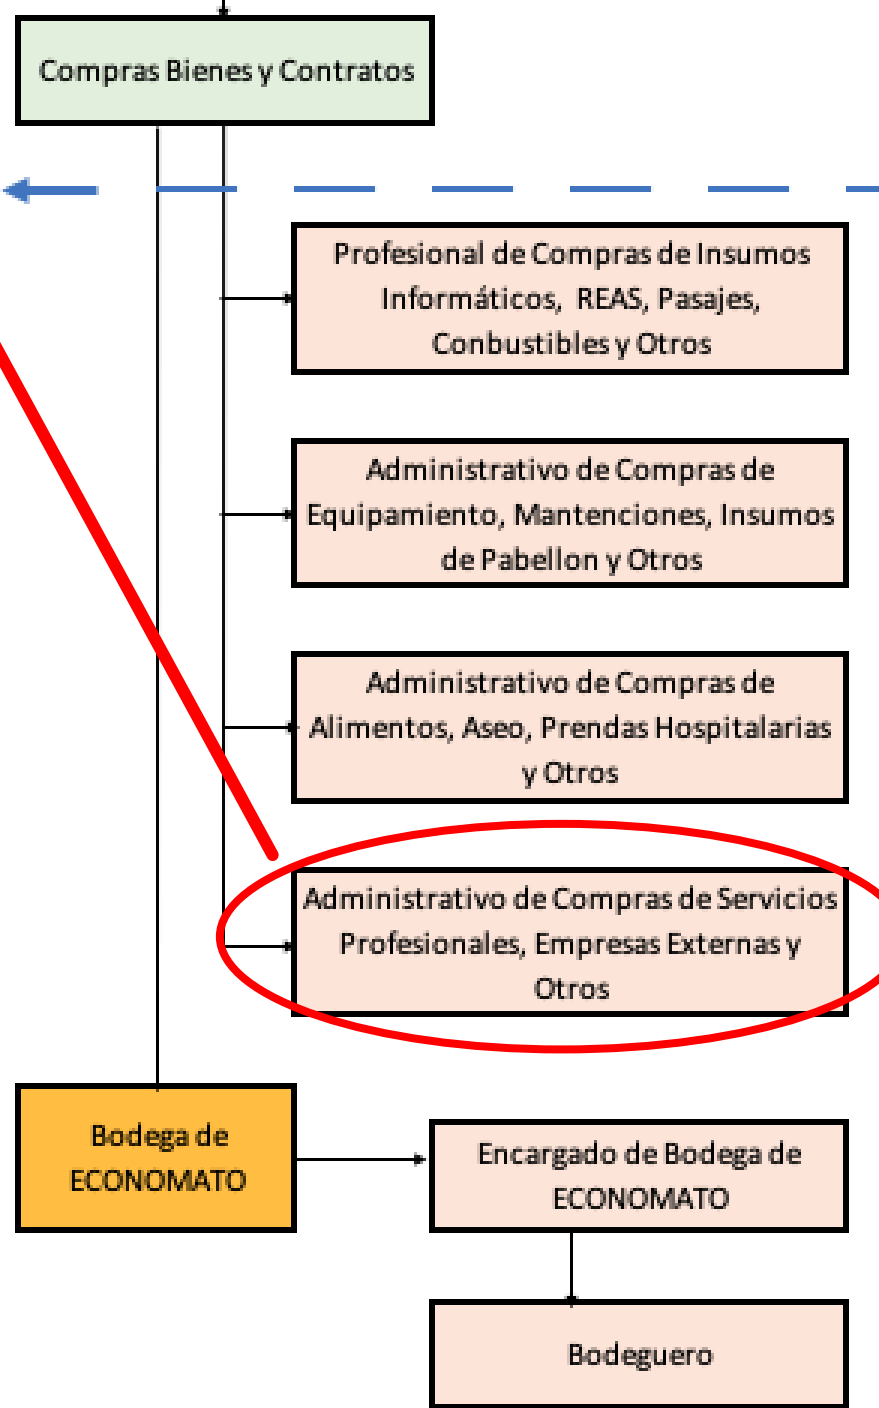 Compras Bienes y Contratos
Profesional de Compras de Insumos
Informáticos, REAS, Pasajes,
Conbustibles y Otros
Administrativo de Compras de
Equipamiento, Mantenciones, Insumos
de Pabellon y Otros
Administrativo de Compras de
Alimentos, Aseo, Prendas Hospitalarias
y Otros
Administrativo de Compras de Servicios
Profesionales, Empresas Externas y
Otros
Bodega de
ECONOMATO
Encargado de Bodega de
ECONOMATO
Bodeguero